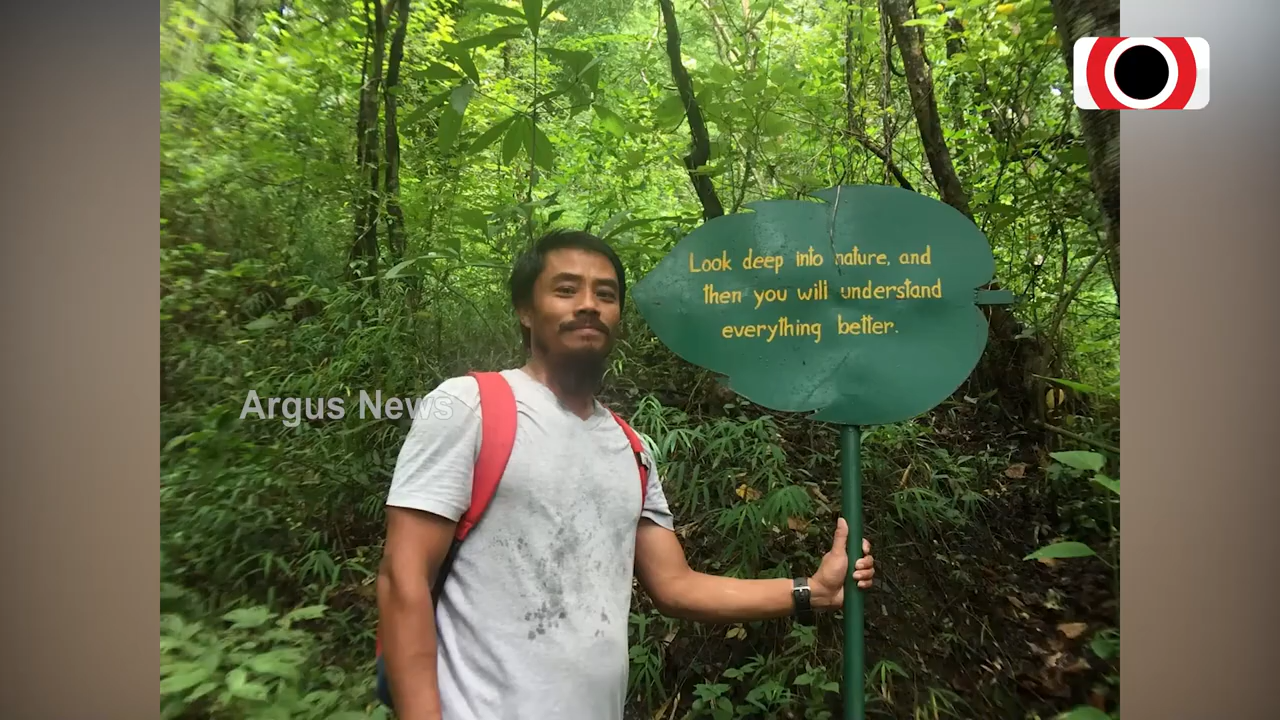 Look deep into nature, and
then you will understand
everything better.
Argus News